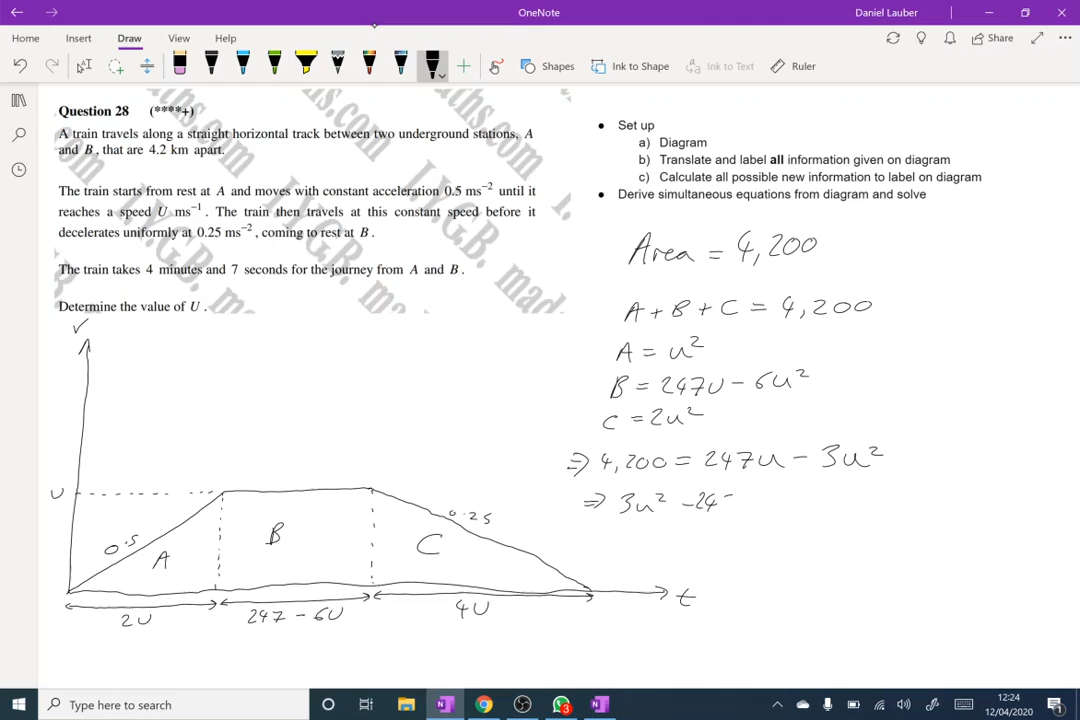 OneNote
Daniel Lauber
Home Insert Draw View Help
Share
Shapes Ink to Shape Ink to Text Ruler
Question 28 (****+)
A train travels along a straight horizontal track between two underground stations, A
and B, that are 4.2 km apart.
The train starts from rest at A and moves with constant acceleration 0.5 ms⁻² until it
reaches a speed U ms⁻¹. The train then travels at this constant speed before it
decelerates uniformly at 0.25 ms⁻², coming to rest at B.
The train takes 4 minutes and 7 seconds for the journey from A and B.
Determine the value of U.
• Set up
a) Diagram
b) Translate and label all information given on diagram
c) Calculate all possible new information to label on diagram
• Derive simultaneous equations from diagram and solve
Area = 4,200
A + B + C = 4,200
A = u²
B = 247U - 6u²
C = 2u²
⇒ 4,200 = 247u - 3u²
⇒ 3u² - 24
V
U
0.5
A
B
C
0.25
t
2U
247 - 6U
4U
Type here to search
3
12:24
12/04/2020
1